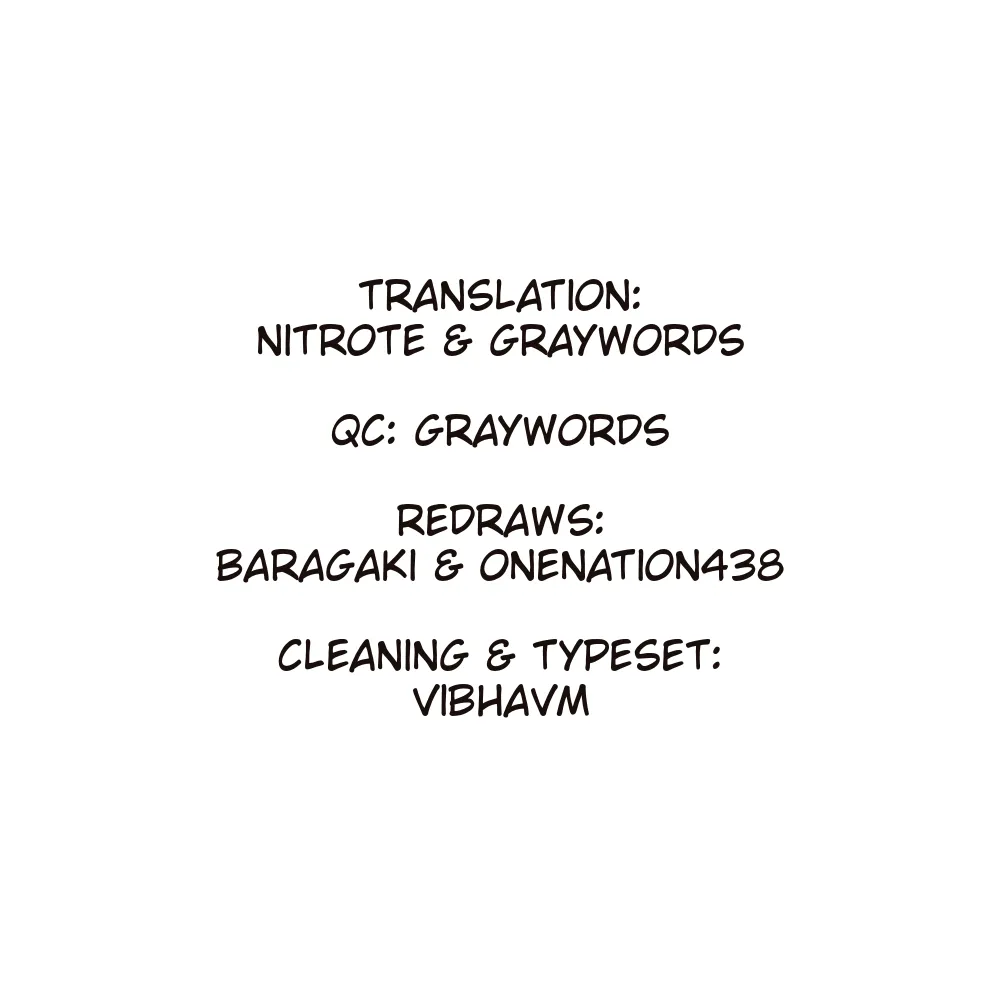 TRANSLATION:
NITROTE & GRAYWORDS
QC: GRAYWORDS
REDRAWS:
BARAGAKI & ONENATION438
CLEANING & TYPESET:
VIBHAVM